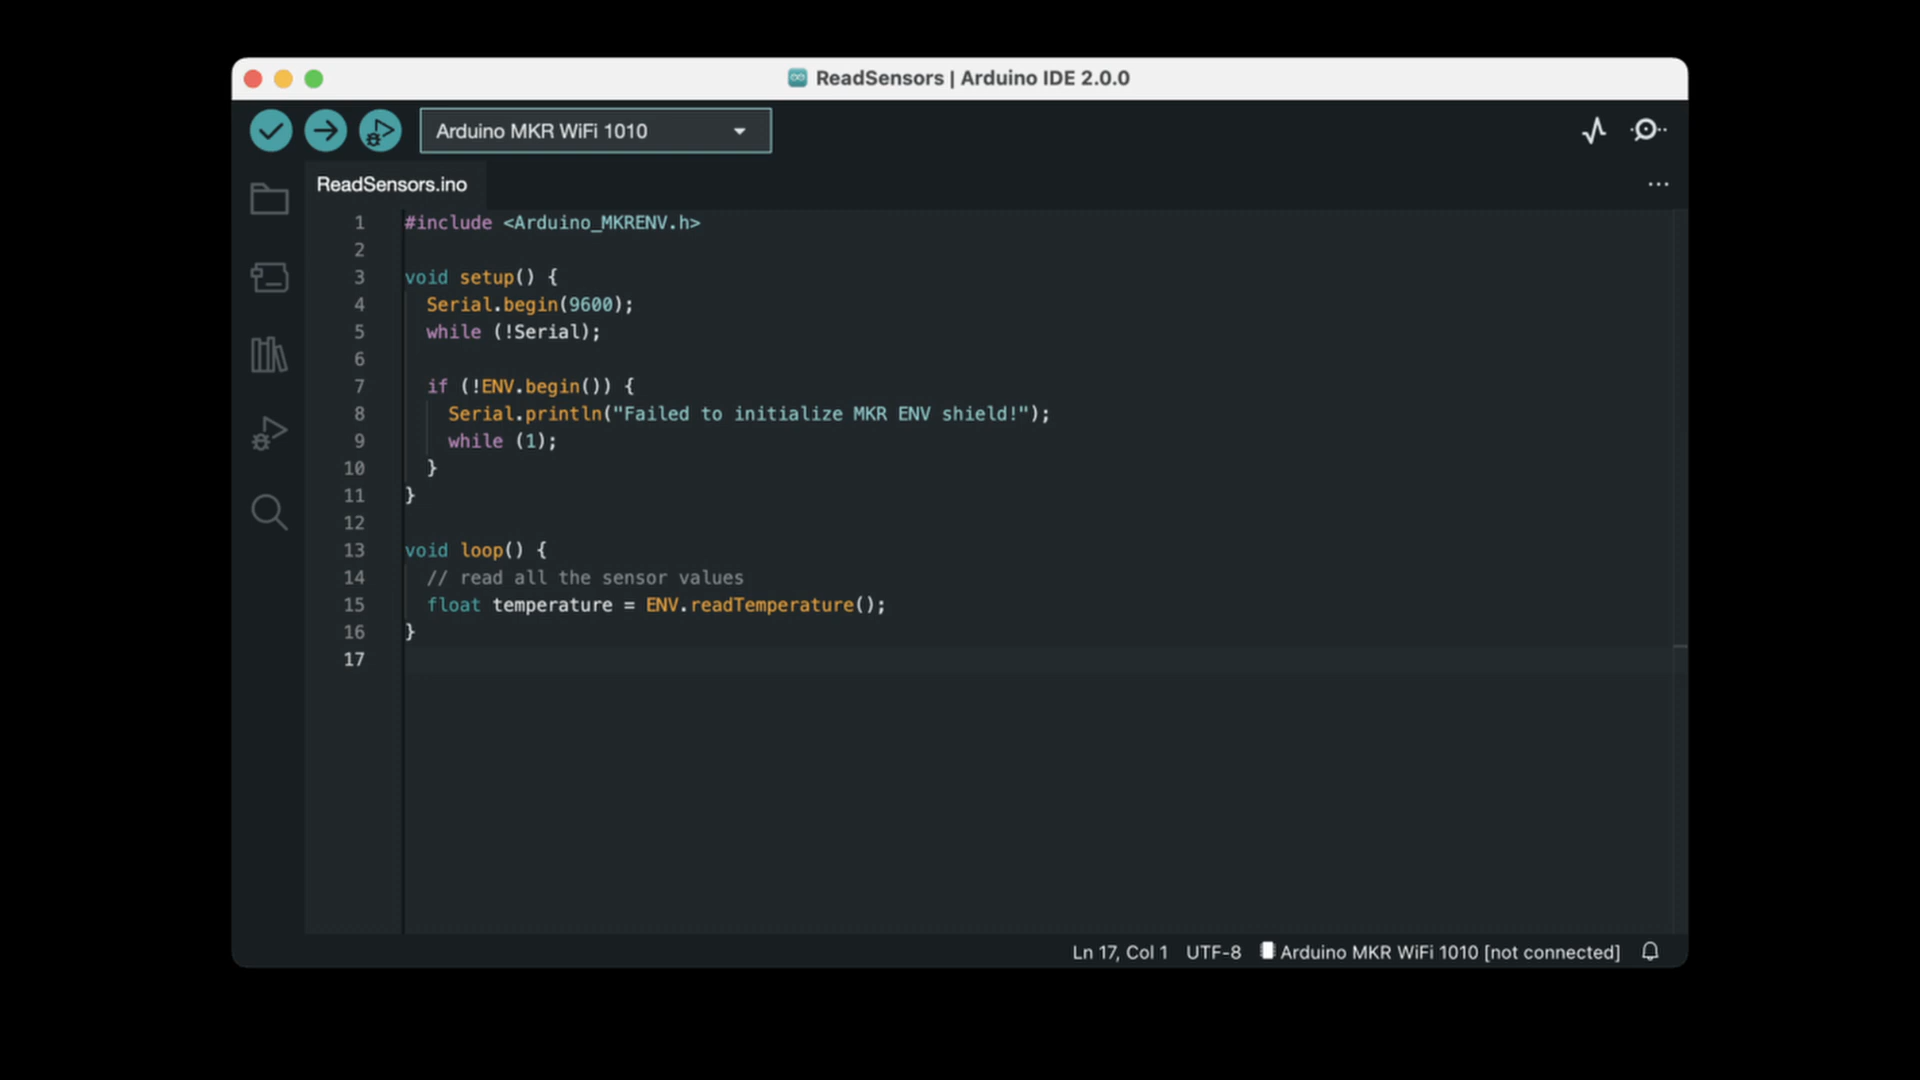 ReadSensors | Arduino IDE 2.0.0
Arduino MKR WiFi 1010
ReadSensors.ino
1 #include <Arduino_MKRENV.h>
2
3 void setup() {
4 Serial.begin(9600);
5 while (!Serial);
6
7 if (!ENV.begin()) {
8 Serial.println("Failed to initialize MKR ENV shield!");
9 while (1);
10 }
11 }
12
13 void loop() {
14 // read all the sensor values
15 float temperature = ENV.readTemperature();
16 }
17
Ln 17, Col 1 UTF-8 Arduino MKR WiFi 1010 [not connected]